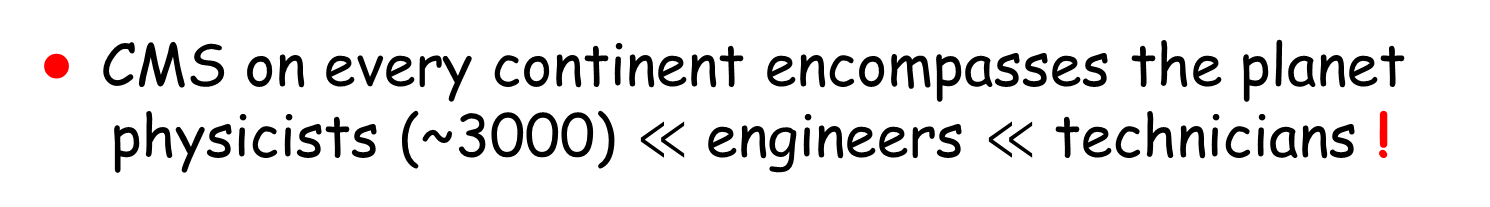 • CMS on every continent encompasses the planet
physicists (~3000) ≪ engineers ≪ technicians !